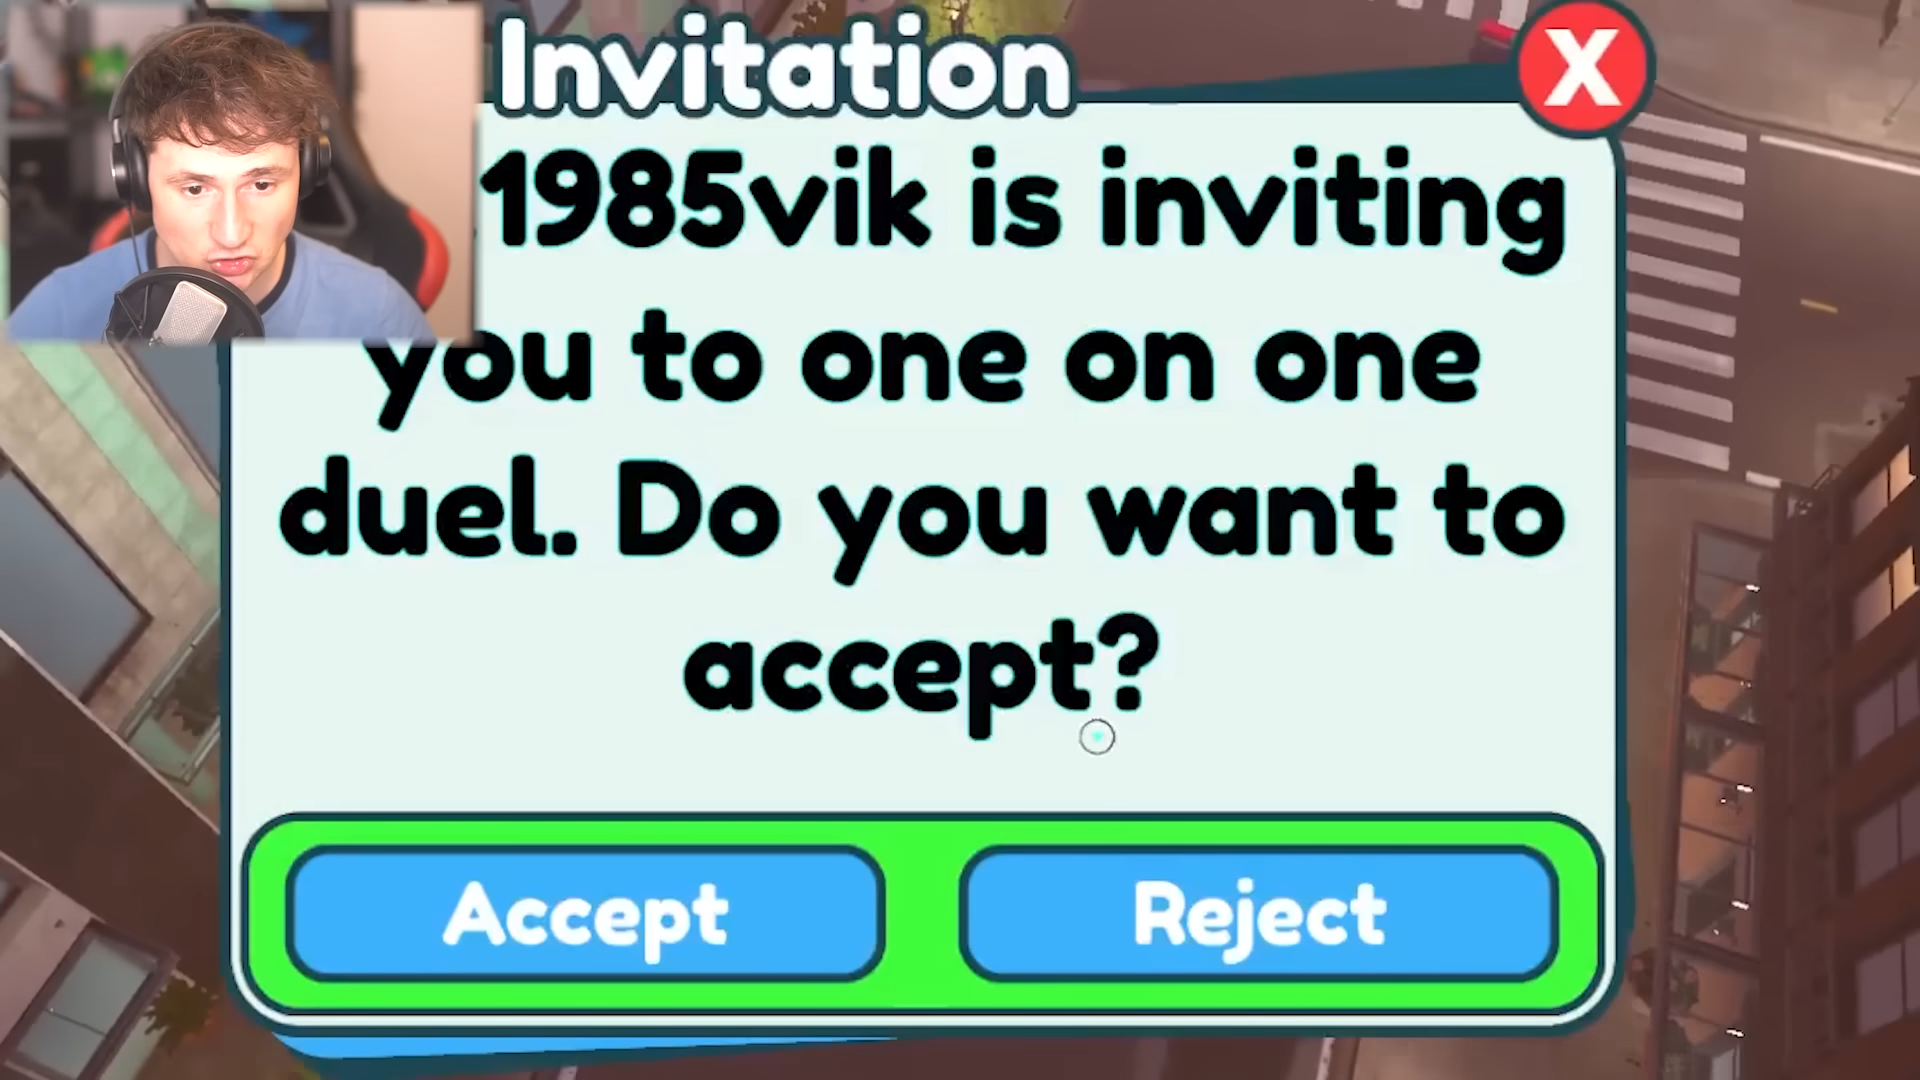 Invitation
X
1985vik is inviting
you to one on one
duel. Do you want to
accept?
Accept
Reject